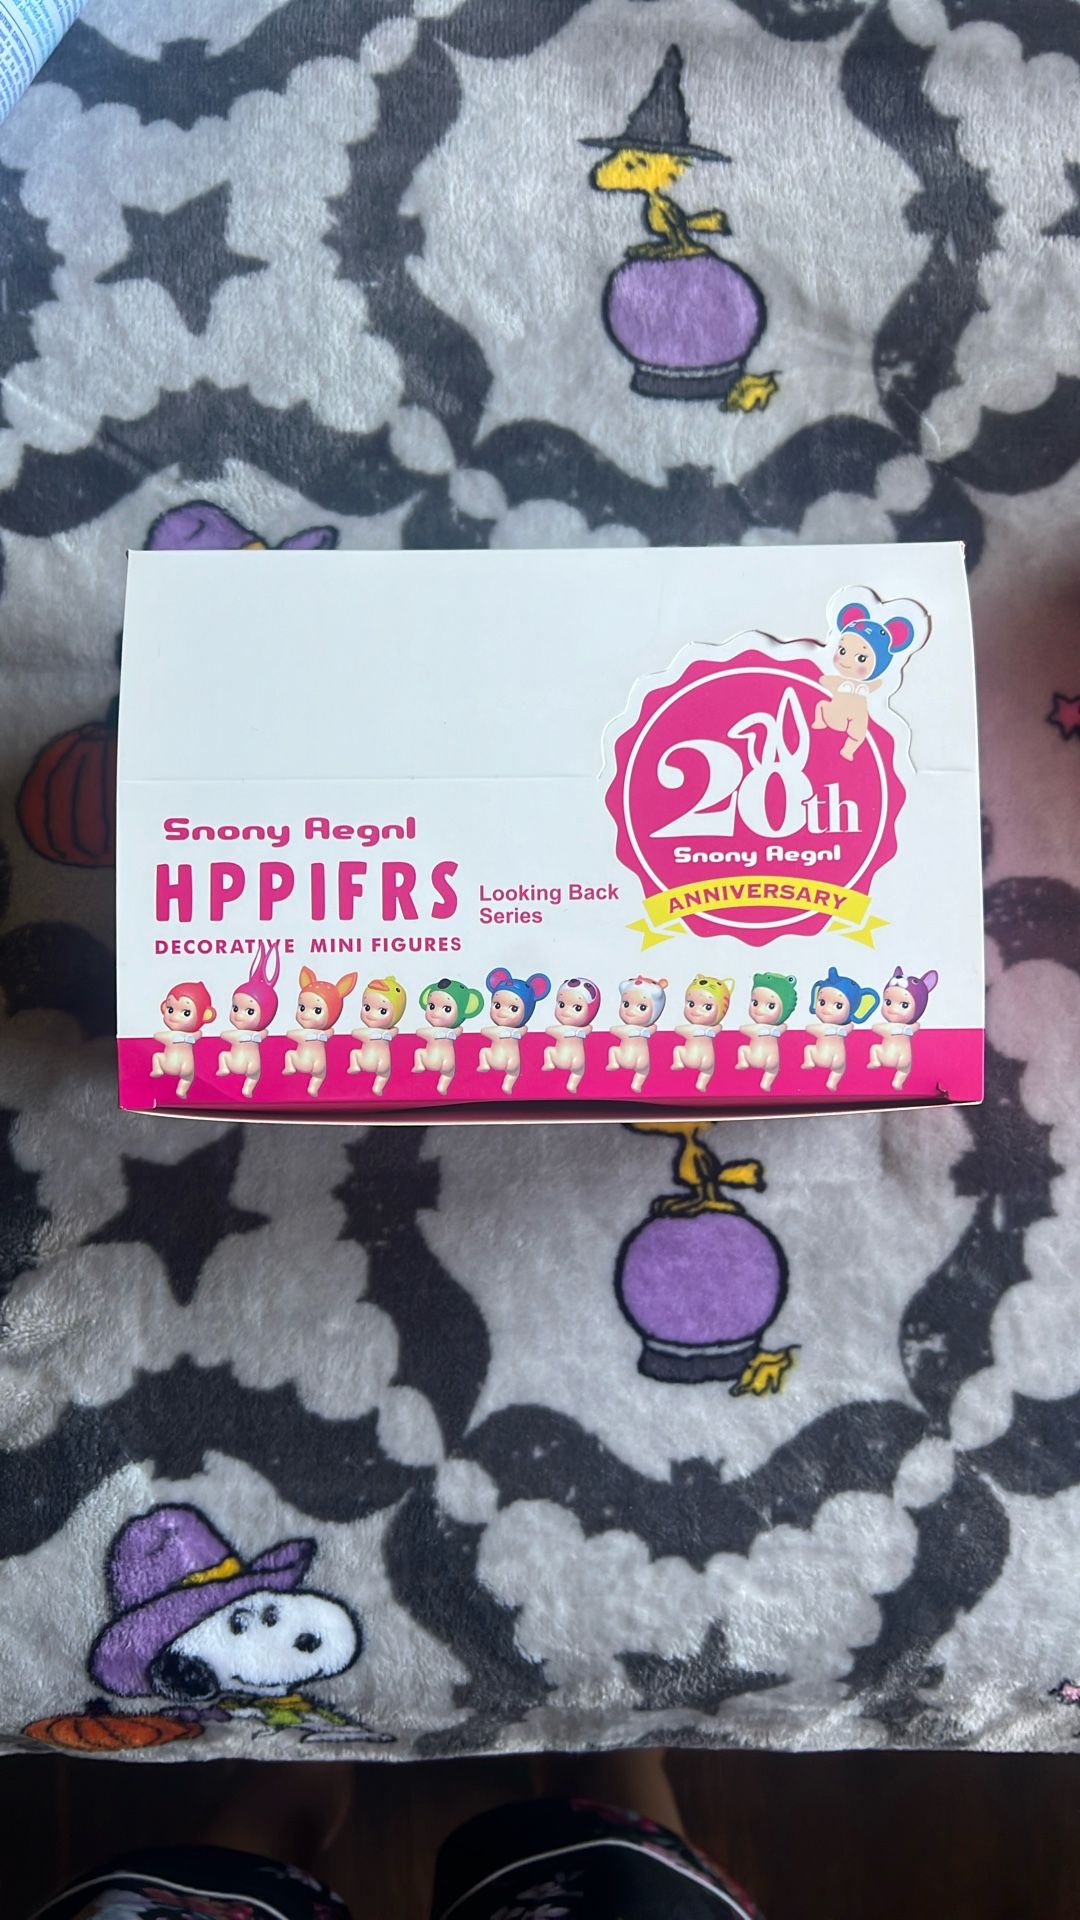 20th
Snony Aegnl
ANNIVERSARY
Snony Aegnl
HPPIFRS
Looking Back
Series
DECORATIVE MINI FIGURES